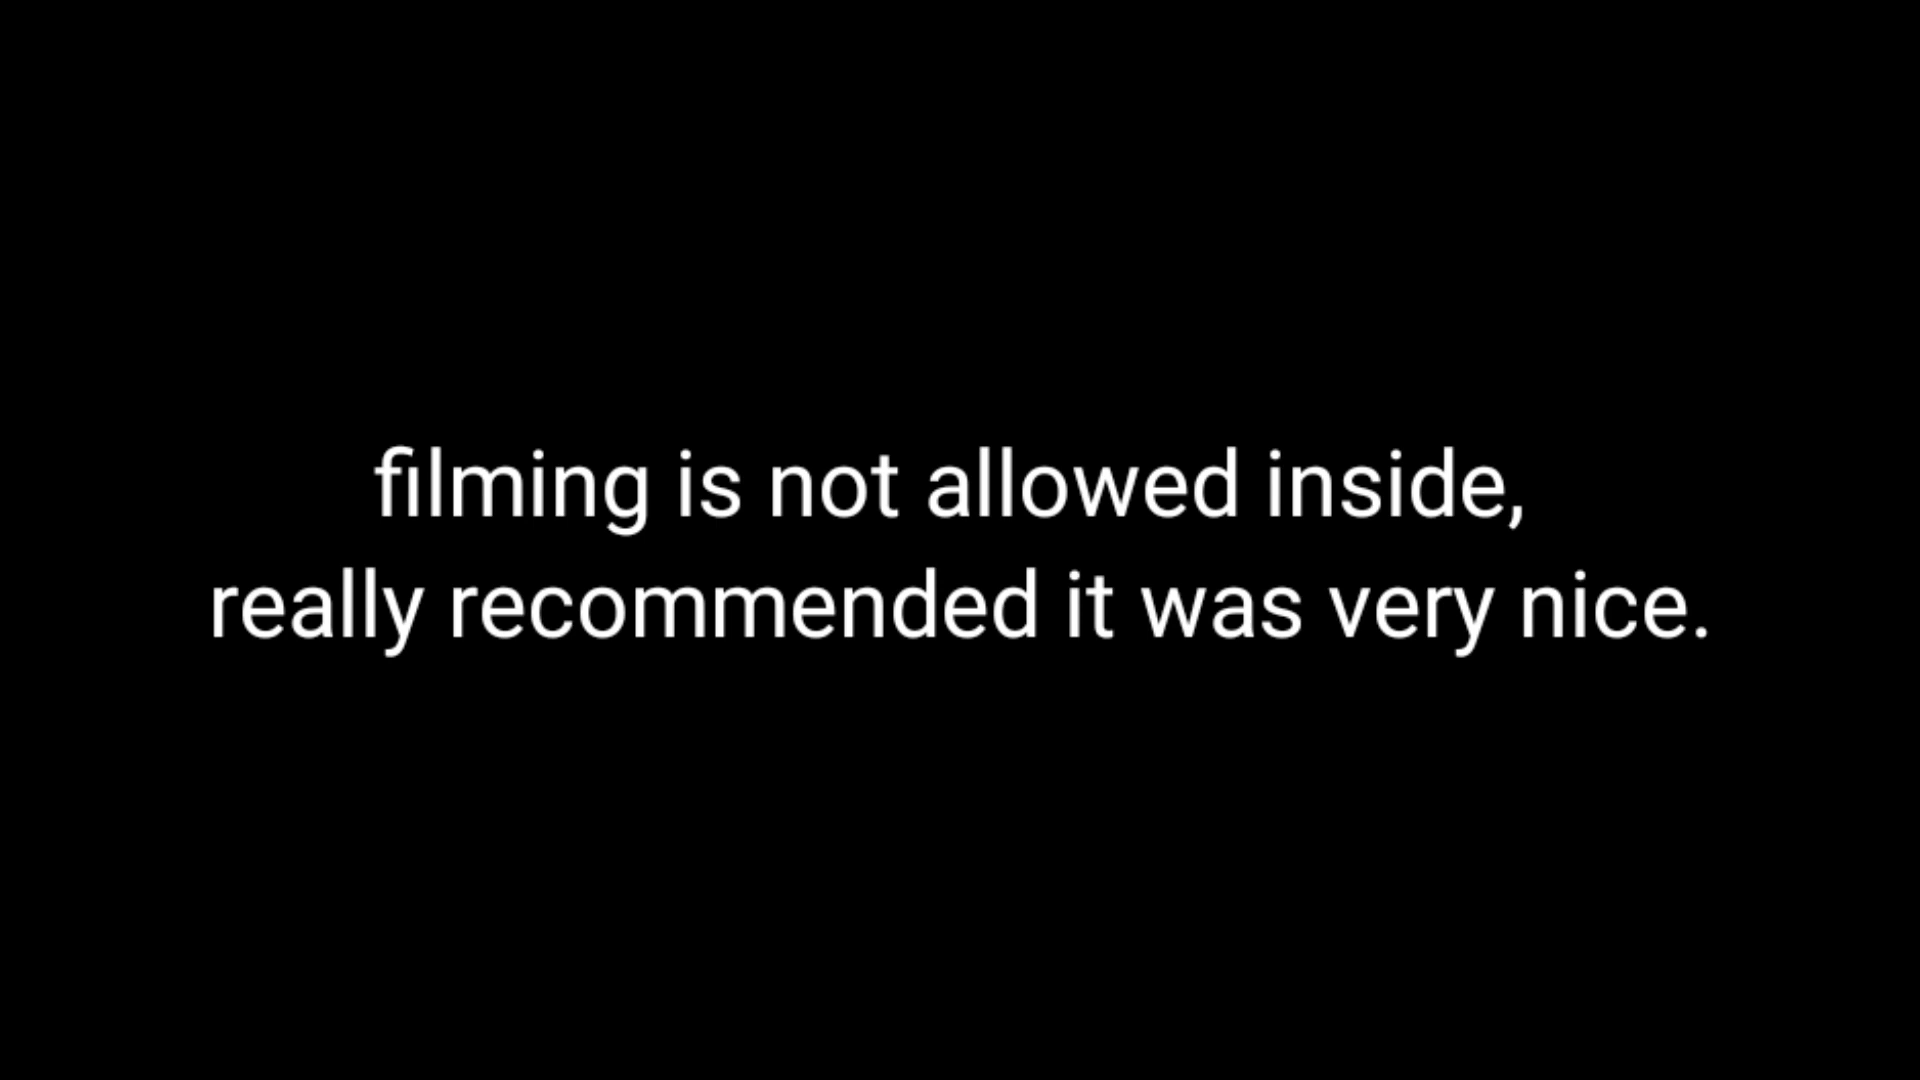 filming is not allowed inside,
really recommended it was very nice.